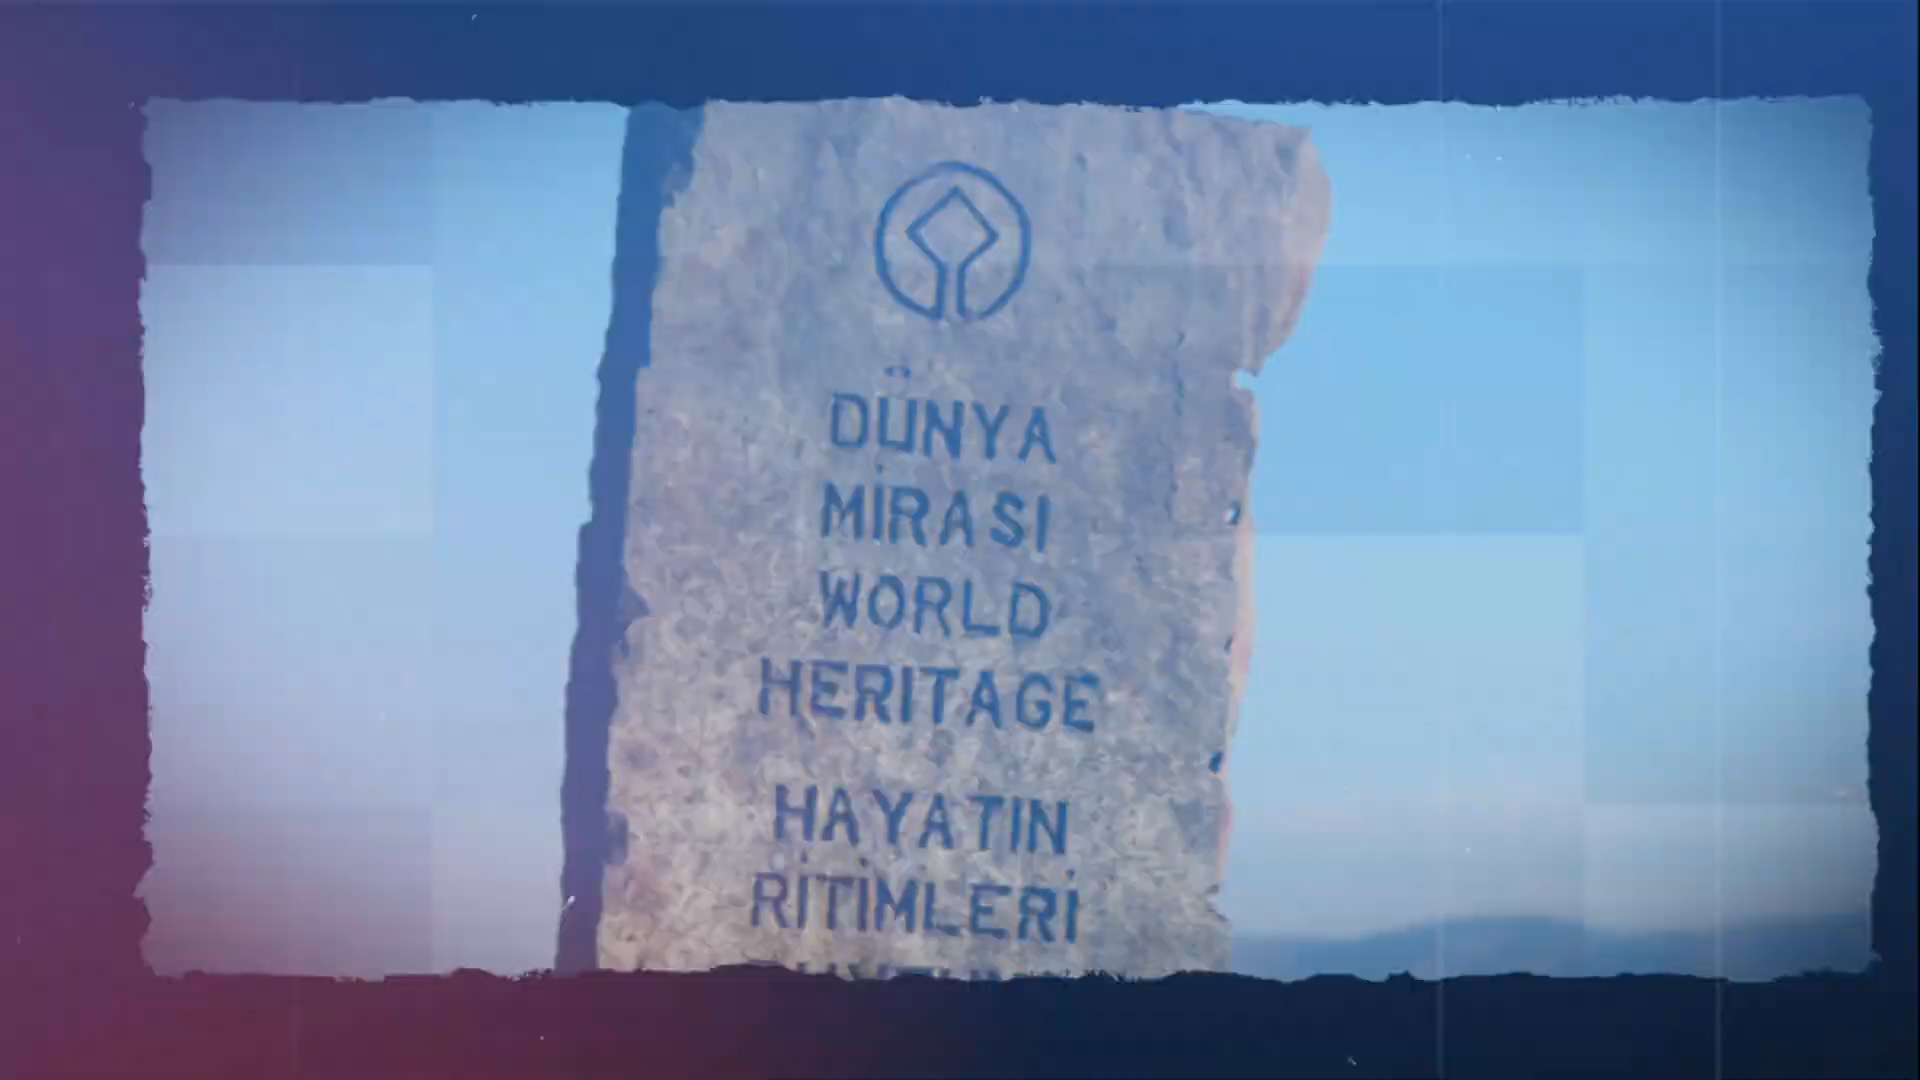 DÜNYA
MİRASI
WORLD
HERITAGE
HAYATIN
RİTİMLERİ